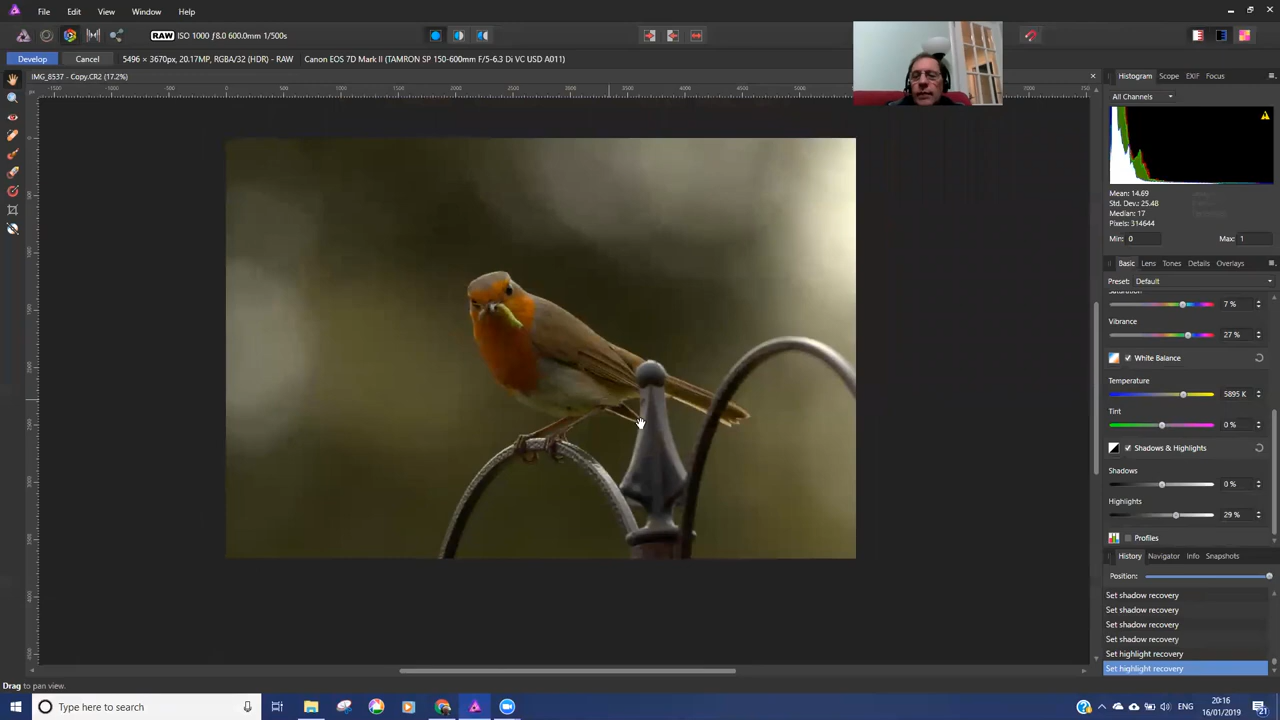 File Edit View Window Help
RAW ISO 1000 ƒ8.0 600.0mm 1/500s
Develop Cancel 5496 × 3670px, 20.17MP, RGBA/32 (HDR) - RAW Canon EOS 7D Mark II (TAMRON SP 150-600mm F/5-6.3 Di VC USD A011)
IMG_8537 - Copy.CR2 (17.2%)
Histogram Scope EXIF Focus
All Channels
Mean: 14.69
Std. Dev.: 25.48
Median: 17
Pixels: 314644
Min: 0 Max: 1
Basic Lens Tones Details Overlays
Preset: Default
Saturation
7 %
Vibrance
27 %
White Balance
Temperature
5895 K
Tint
0 %
Shadows & Highlights
Shadows
0 %
Highlights
29 %
Profiles
History Navigator Info Snapshots
Position:
Set shadow recovery
Set shadow recovery
Set shadow recovery
Set shadow recovery
Set highlight recovery
Set highlight recovery
Drag to pan view.
Type here to search
20:16
16/01/2019
21